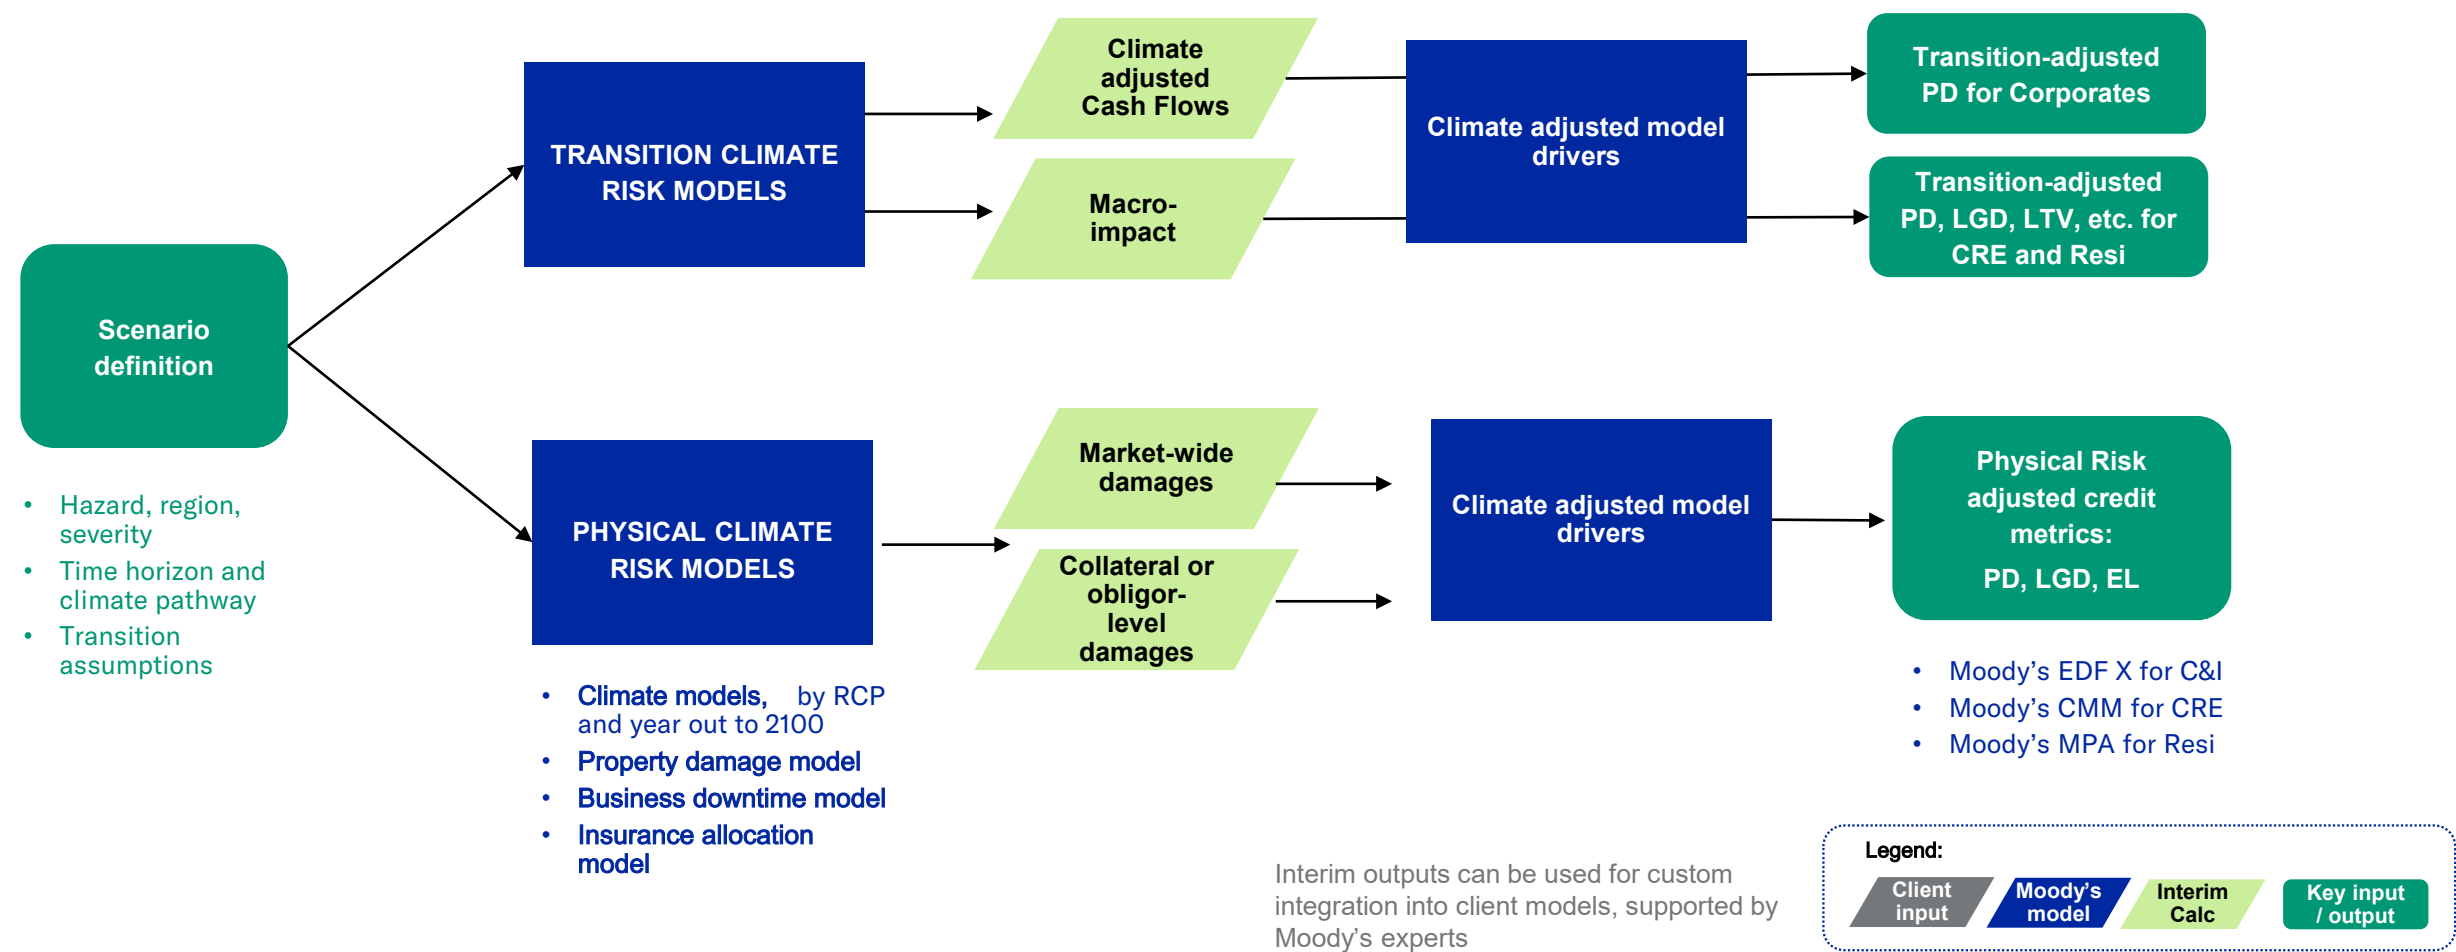 Climate
adjusted
Cash Flows
Transition-adjusted
PD for Corporates
TRANSITION CLIMATE
RISK MODELS
Climate adjusted model
drivers
Macro-
impact
Transition-adjusted
PD, LGD, LTV, etc. for
CRE and Resi
Scenario
definition
• Hazard, region,
severity
• Time horizon and
climate pathway
• Transition
assumptions
Market-wide
damages
PHYSICAL CLIMATE
RISK MODELS
Collateral or
obligor-
level
damages
Climate adjusted model
drivers
Physical Risk
adjusted credit
metrics:
PD, LGD, EL
• Climate models, by RCP
and year out to 2100
• Property damage model
• Business downtime model
• Insurance allocation
model
• Moody's EDF X for C&I
• Moody's CMM for CRE
• Moody's MPA for Resi
Interim outputs can be used for custom
integration into client models, supported by
Moody's experts
Legend:
Client
input
Moody's
model
Interim
Calc
Key input
/ output